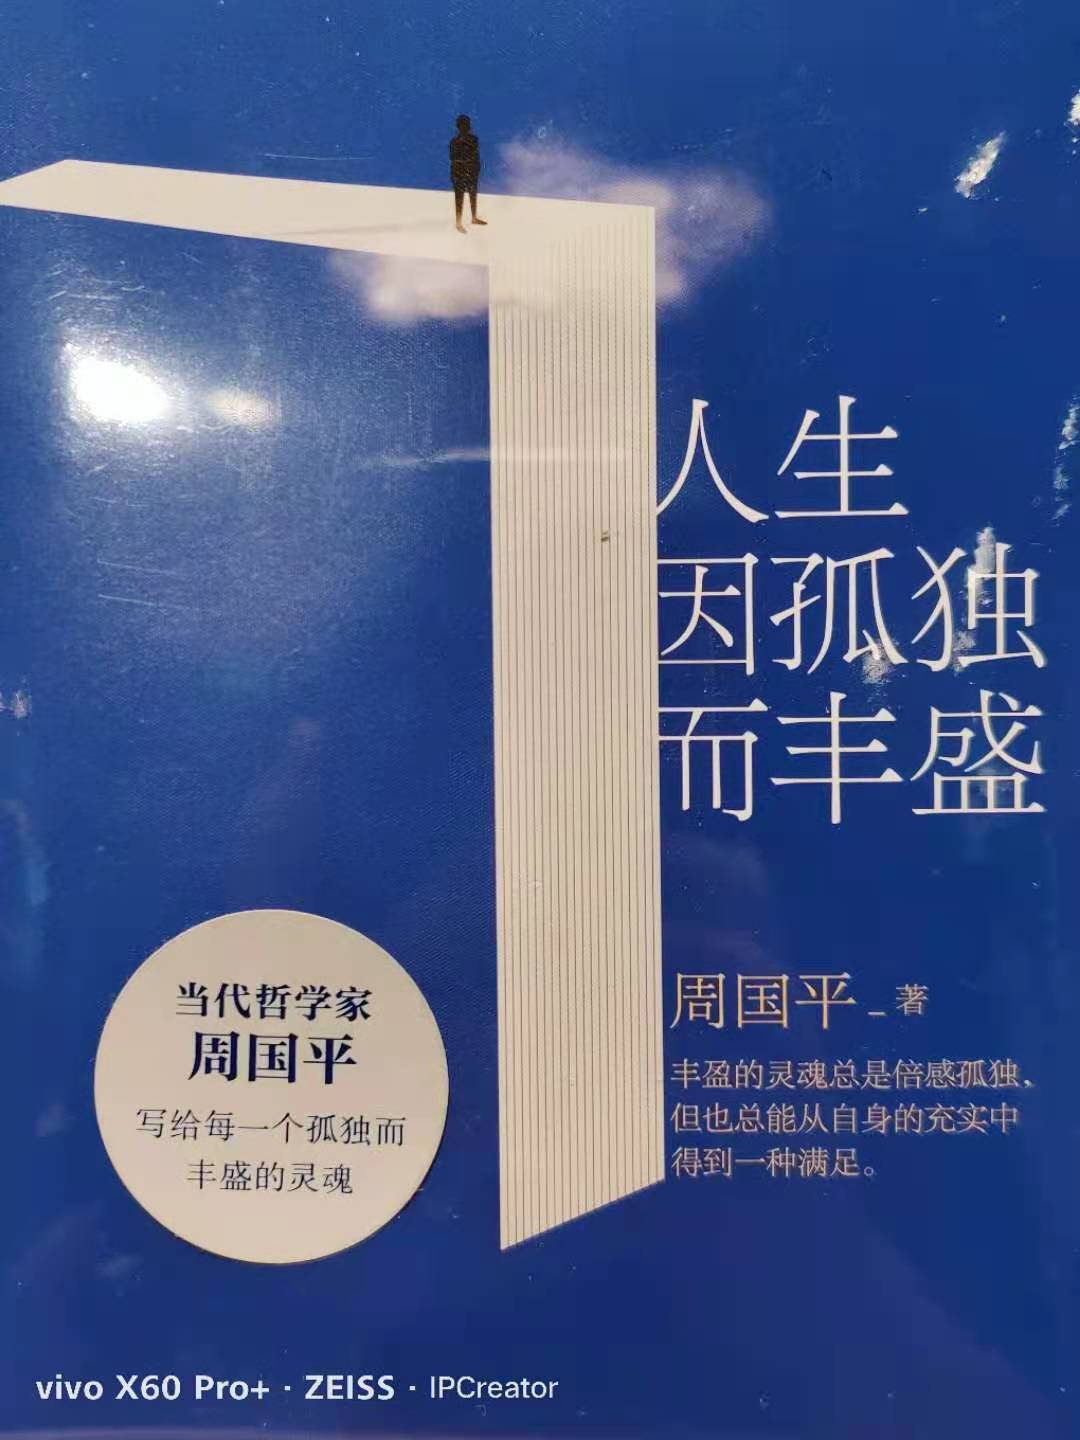 人生
因孤独
而丰盛
周国平_著
丰盈的灵魂总是倍感孤独，
但也总能从自身的充实中
得到一种满足。
当代哲学家
周国平
写给每一个孤独而
丰盛的灵魂
vivo X60 Pro+ · ZEISS · IPCreator